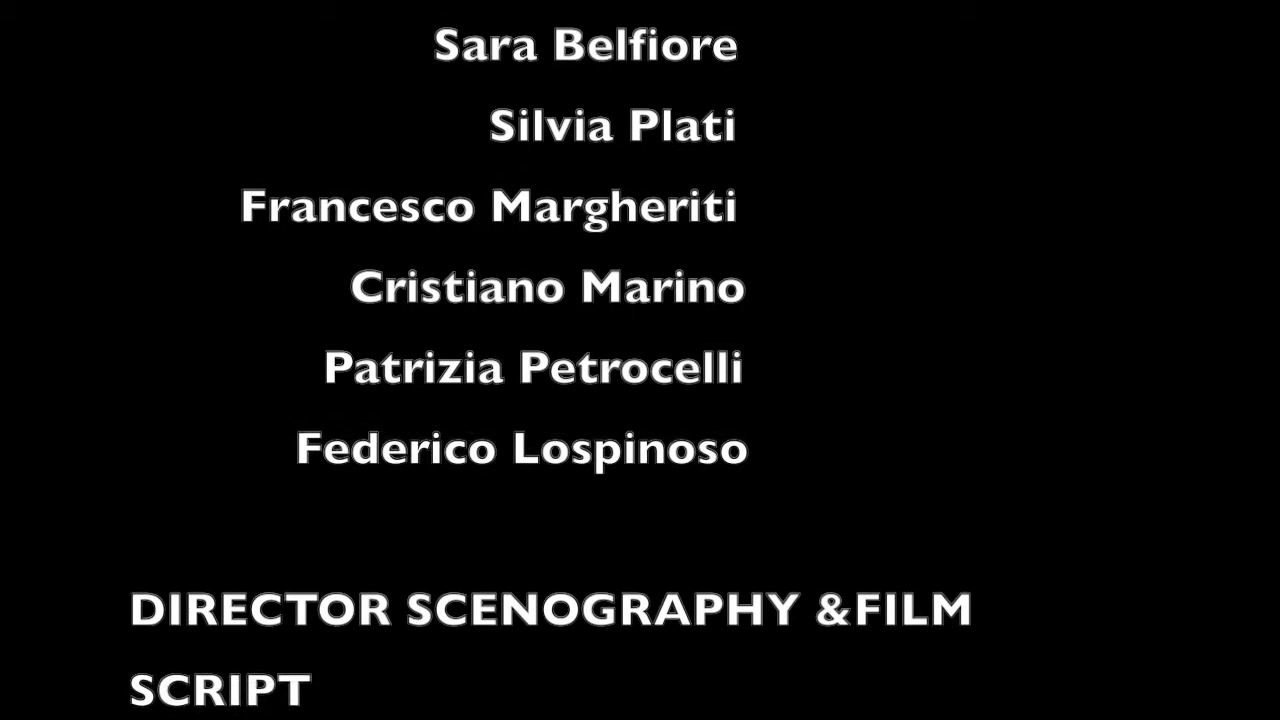 Sara Belfiore
Silvia Plati
Francesco Margheriti
Cristiano Marino
Patrizia Petrocelli
Federico Lospinoso
DIRECTOR SCENOGRAPHY &FILM
SCRIPT